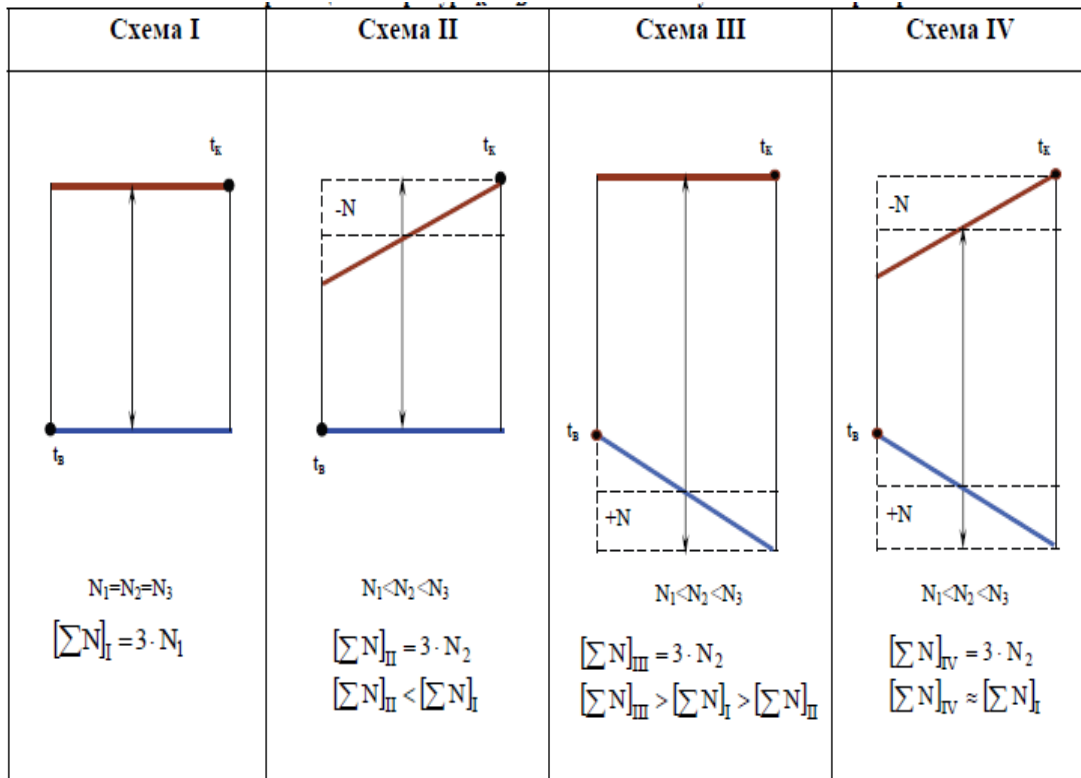 Схема I
Схема II
Схема III
Схема IV
tк
tв
N₁=N₂=N₃
[∑N]I = 3 · N₁
tк
-N
tв
N₁<N₂<N₃
[∑N]II = 3 · N₂
[∑N]II < [∑N]I
tк
tв
+N
N₁<N₂<N₃
[∑N]III = 3 · N₂
[∑N]III > [∑N]I > [∑N]II
tк
-N
tв
+N
N₁<N₂<N₃
[∑N]IV = 3 · N₂
[∑N]IV ≈ [∑N]I